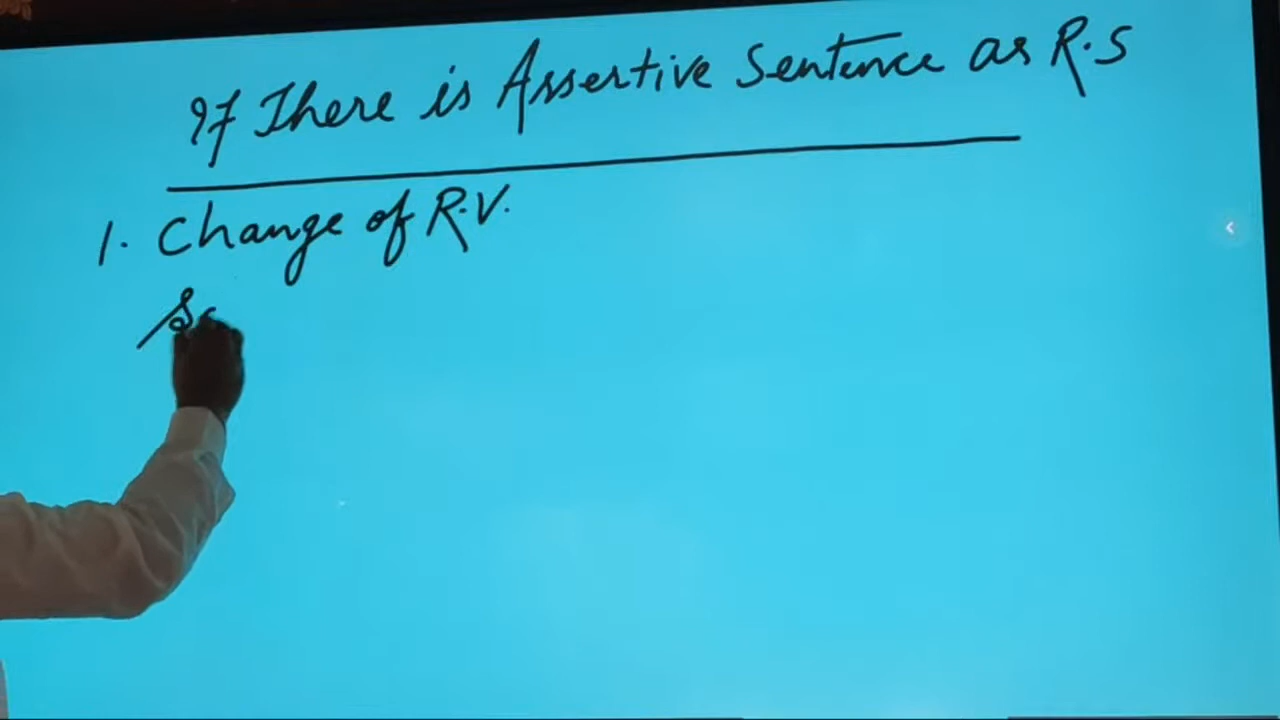 If There is Assertive Sentence as R.S
1. Change of R.V.